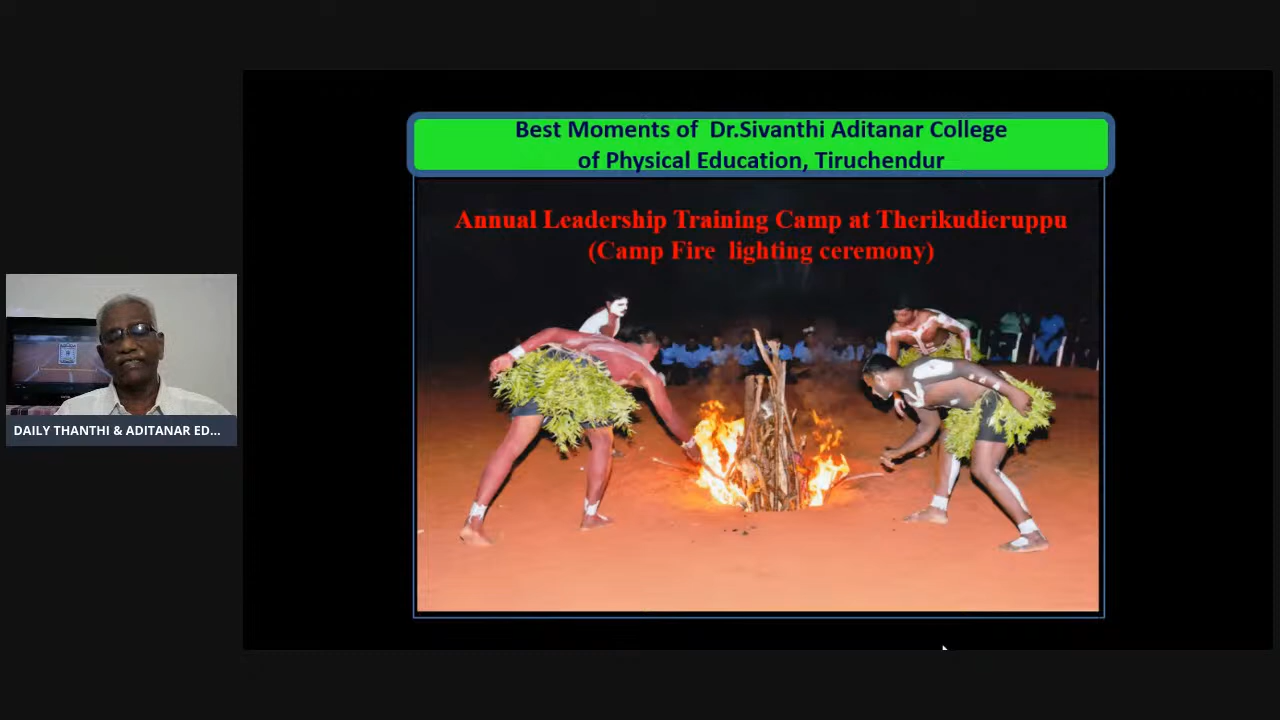 Best Moments of Dr.Sivanthi Aditanar College
of Physical Education, Tiruchendur
Annual Leadership Training Camp at Therikudieruppu
(Camp Fire lighting ceremony)
DAILY THANTHI & ADITANAR ED...